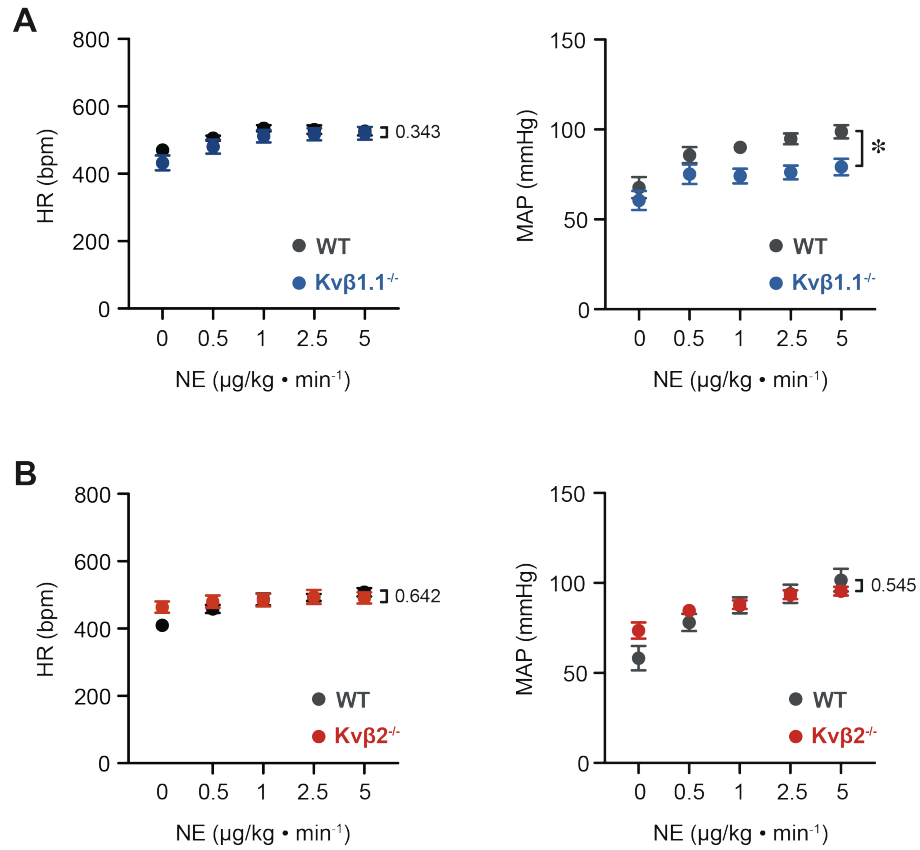 A
HR (bpm)
800
600
400
200
0
0 0.5 1 2.5 5
NE (µg/kg • min⁻¹)
0.343
WT
Kvβ1.1⁻/⁻
MAP (mmHg)
150
100
50
0
0 0.5 1 2.5 5
NE (µg/kg • min⁻¹)
*
WT
Kvβ1.1⁻/⁻
B
HR (bpm)
800
600
400
200
0
0 0.5 1 2.5 5
NE (µg/kg • min⁻¹)
0.642
WT
Kvβ2⁻/⁻
MAP (mmHg)
150
100
50
0
0 0.5 1 2.5 5
NE (µg/kg • min⁻¹)
0.545
WT
Kvβ2⁻/⁻